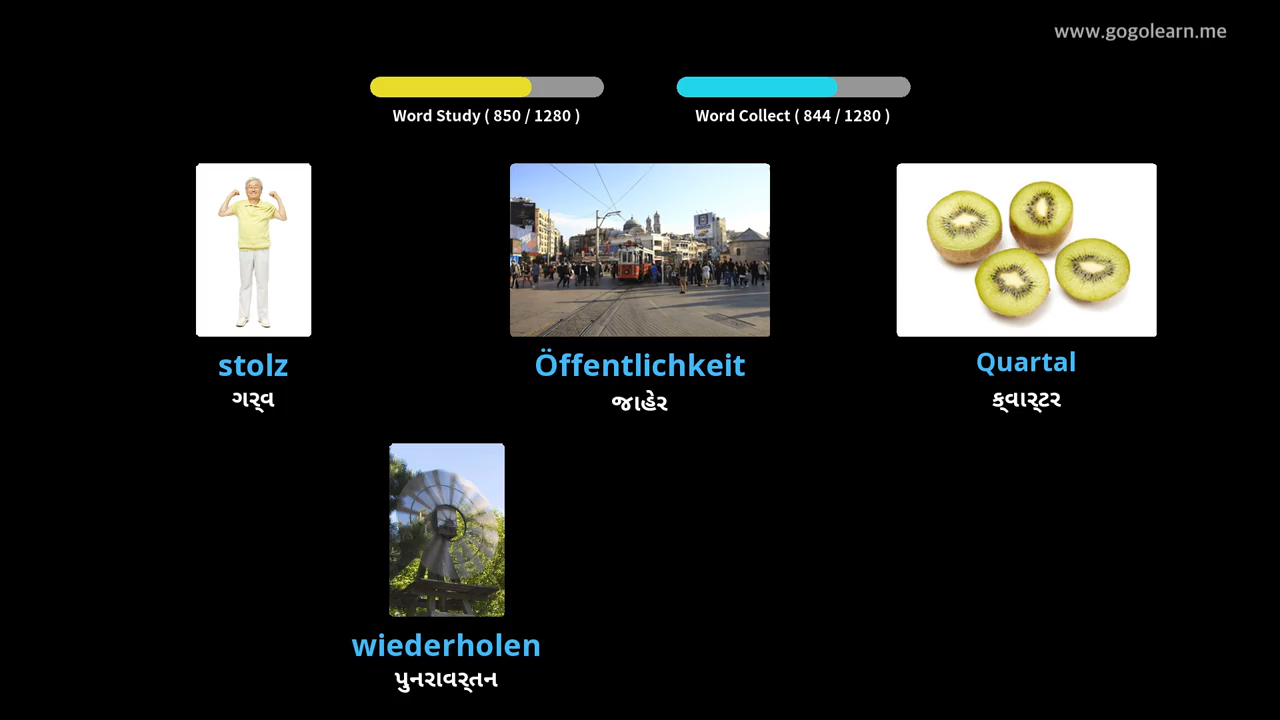 www.gogolearn.me
Word Study ( 850 / 1280 )
Word Collect ( 844 / 1280 )
stolz
ગર્વ
Öffentlichkeit
જાહેર
Quartal
ક્વાર્ટર
wiederholen
પુનરાવર્તન